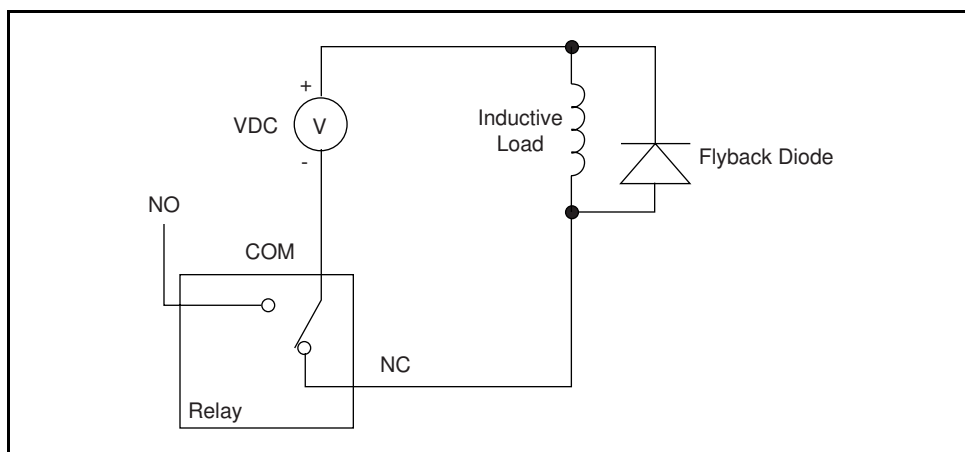 +
VDC
V
-
Inductive
Load
Flyback Diode
NO
COM
NC
Relay